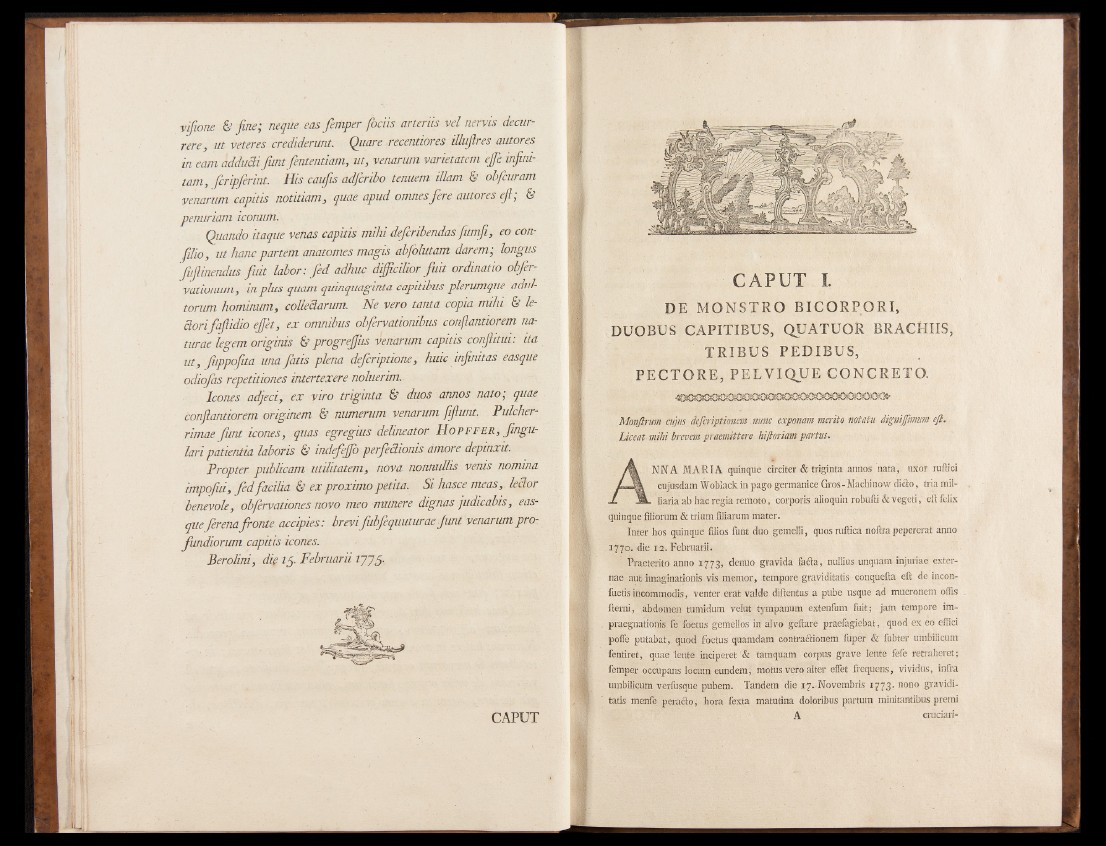 viſione & ſine; neque eas ſemper ſociis arteriis vel nervis decur-
rere, ut veteres crediderunt. Quare recentiores illuſtres autores
in eam adducti ſunt ſententiam, ut, venarum varietatem eſſe infini-
tam, ſcripſerint. His cauſis adſcribo tenuem illam & obſcuram
venarum capitis notitiam, quae apud omnes fere autores eſt; &
penuriam iconum.
Quando itaque venas capitis mihi deſcribendas ſumſi, eo con-
ſilio, ut hanc partem anatomes magis abſolutam darem; longus
ſuſtinendus fuit labor: ſed adhuc difficilior fuit ordinatio obſer-
vationum, in plus quam quinquaginta capitibus plerumque adul-
torum hominum, collectarum. Ne vero tanta copia mihi & le-
ctori faſtidio eſſet, ex omnibus obſervationibus conſtantiorem na-
turae legem originis & progreſſus venarum capitis conſtitui: ita
ut, ſuppoſita una ſatis plena deſcriptione, huic infinitas easque
odioſas repetitiones intertexere noluerim.
Icones adjeci, ex viro triginta & duos annos nato; quae
conſtantiorem originem & numerum venarum ſiſtunt. Pulcher-
rimae ſunt icones, quas egregius delineator HOPFFER, ſingu-
lari patientia laboris & indefeſſo perfectionis amore depinxit.
Propter publicam utilitatem, nova nonnullis venis nomina
impoſui, ſed facilia & ex proximo petita. Si hasce meas, lector
benevole, obſervationes novo meo munere dignas judicabis, eas-
que ſerena fronte accipies: brevi ſubſequuturae ſunt venarum pro-
fundiorum capitis icones.
Berolini, die 15. Februarii 1775.
CAPUT
CAPUT I.
DE MONSTRO BICORPORI,
DUOBUS CAPITIBUS, QUATUOR BRACHIIS,
TRIBUS PEDIBUS,
PECTORE, PELVIQUE CONCRETO.
Monſtrum cujus deſcriptionem nunc exponam merito notatu digniſſimum eſt.
Liceat mihi brevem praemittere hiſtoriam partus.
ANNA MARIA quinque circiter & triginta annos nata, uxor ruſtici
cujusdam Woblack in pago germanice Gros-Machinow dicto, tria mil-
liaria ab hac regia remoto, corporis alioquin robuſti & vegeti, eſt felix
quinque filiorum & trium filiarum mater.
Inter hos quinque filios ſunt duo gemelli, quos ruſtica noſtra pepererat anno
1770. die 12. Februarii.
Praeterito anno 1773, denuo gravida facta, nullius unquam injuriae exter-
nae aut imaginationis vis memor, tempore graviditatis conqueſta eſt de incon-
ſuetis incommodis, venter erat valde diſtentus a pube usque ad mucronem oſſis
ſterni, abdomen tumidum velut tympanum extenſum fuit; jam tempore im-
praegnationis ſe foetus gemellos in alvo geſtare praeſagiebat, quod ex eo effici
poſſe putabat, quod foetus quamdam contractionem ſuper & ſubter umbilicum
ſentiret, quae lente inciperet & tamquam corpus grave lente ſeſe retraheret;
ſemper occupans locum eundem, motus vero alter eſſet frequens, vividus, infra
umbilicum verſusque pubem. Tandem die 17. Novembris 1773. nono gravidi-
tatis menſe peracto, hora ſexta matutina doloribus partum minitantibus premi
A cruciari-